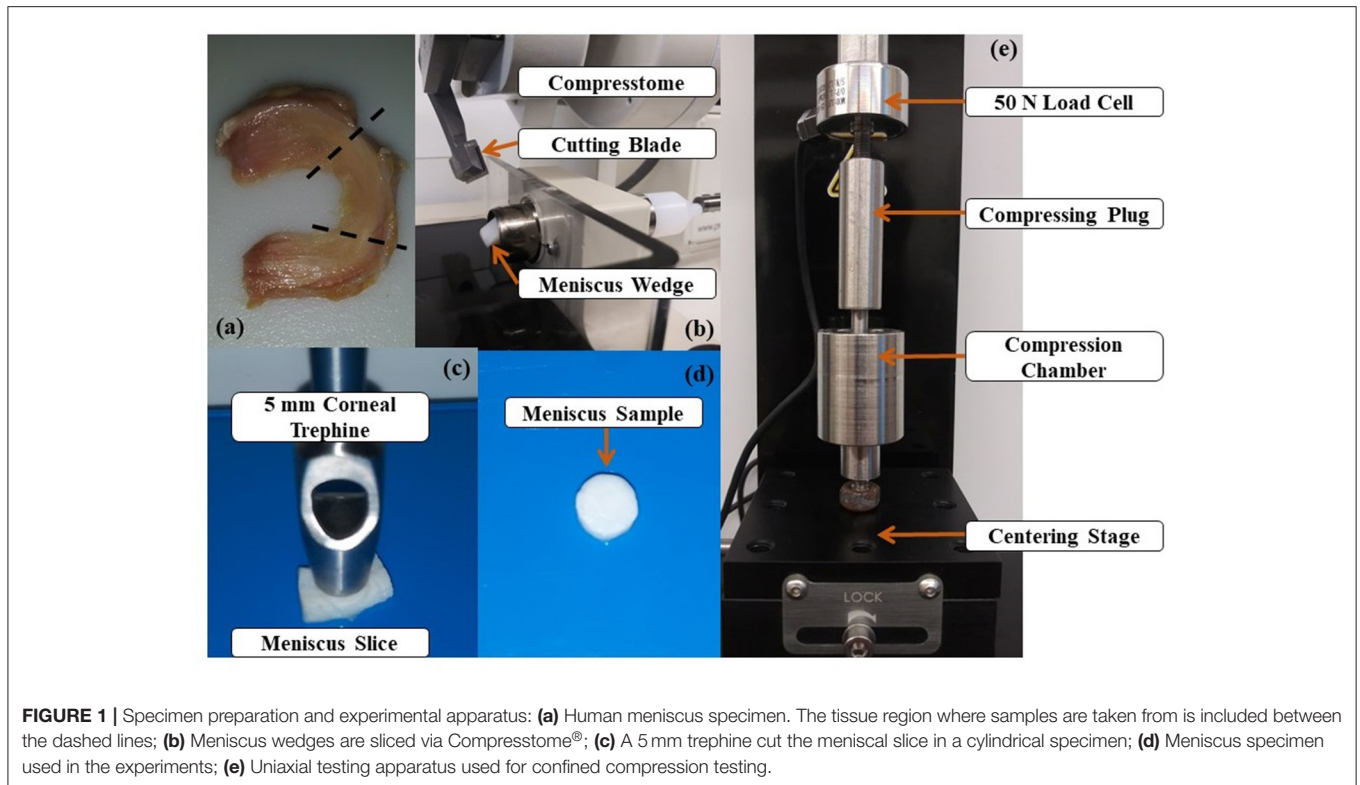 (e)
Compresstome
50 N Load Cell
Cutting Blade
Compressing Plug
Meniscus Wedge
(a)
(b)
(c)
(d)
Compression
Chamber
5 mm Corneal
Trephine
Meniscus Sample
Centering Stage
LOCK
Meniscus Slice
FIGURE 1 | Specimen preparation and experimental apparatus: (a) Human meniscus specimen. The tissue region where samples are taken from is included between
the dashed lines; (b) Meniscus wedges are sliced via Compresstome®; (c) A 5 mm trephine cut the meniscal slice in a cylindrical specimen; (d) Meniscus specimen
used in the experiments; (e) Uniaxial testing apparatus used for confined compression testing.